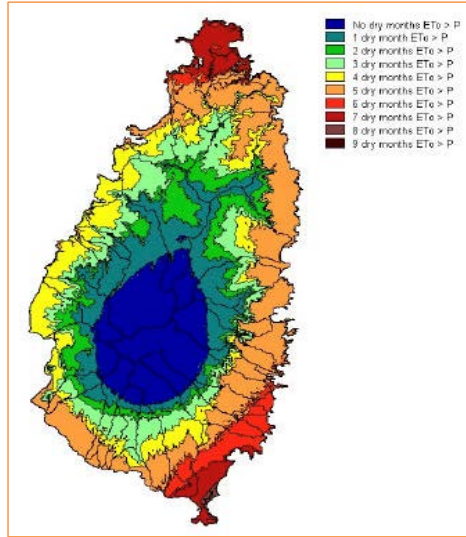 No dry months ETo > P
1 dry month ETo > P
2 dry months ETo > P
3 dry months ETo > P
4 dry months ETo > P
5 dry months ETo > P
6 dry months ETo > P
7 dry months ETo > P
8 dry months ETo > P
9 dry months ETo > P